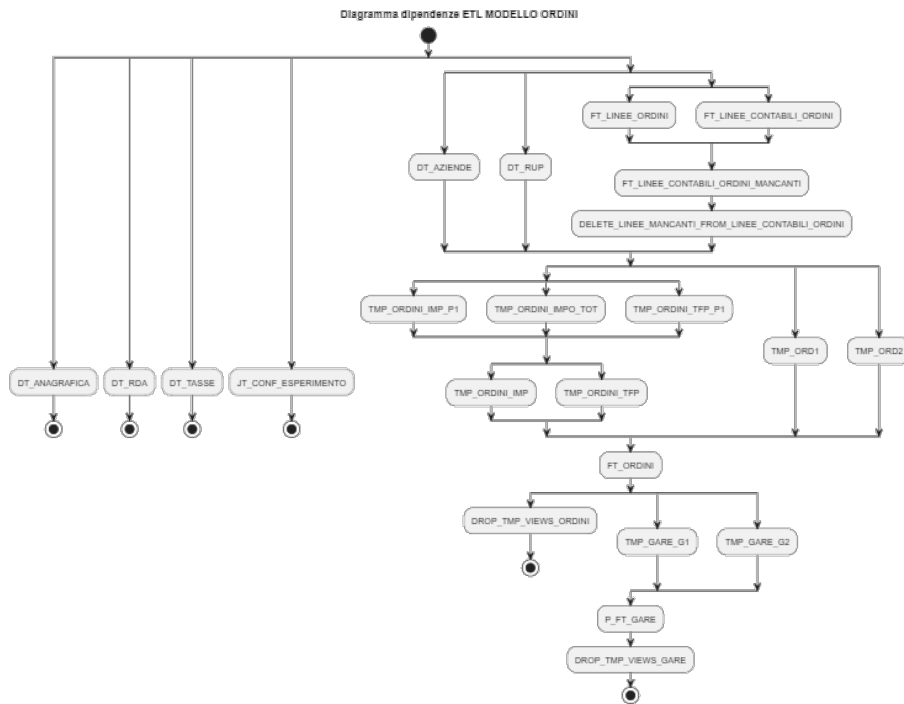 Diagramma dipendenze ETL MODELLO ORDINI
FT_LINEE_ORDINI
FT_LINEE_CONTABILI_ORDINI
DT_AZIENDE
DT_RUP
FT_LINEE_CONTABILI_ORDINI_MANCANTI
DELETE_LINEE_MANCANTI_FROM_LINEE_CONTABILI_ORDINI
TMP_ORDINI_IMP_P1
TMP_ORDINI_IMPO_TOT
TMP_ORDINI_TFP_P1
TMP_ORD1
TMP_ORD2
DT_ANAGRAFICA
DT_RDA
DT_TASSE
JT_CONF_ESPERIMENTO
TMP_ORDINI_IMP
TMP_ORDINI_TFP
FT_ORDINI
DROP_TMP_VIEWS_ORDINI
TMP_GARE_G1
TMP_GARE_G2
P_FT_GARE
DROP_TMP_VIEWS_GARE